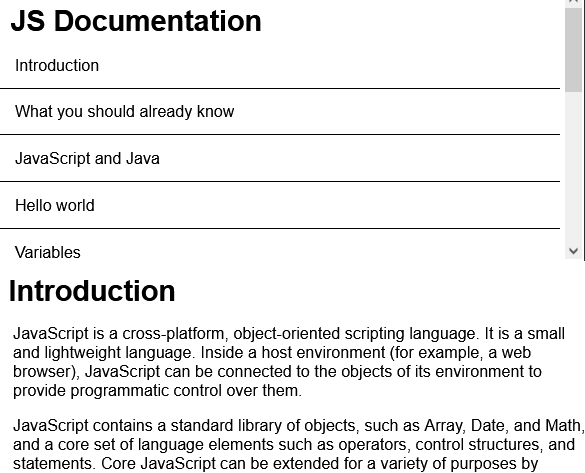 JS Documentation
Introduction
What you should already know
JavaScript and Java
Hello world
Variables
Introduction
JavaScript is a cross-platform, object-oriented scripting language. It is a small
and lightweight language. Inside a host environment (for example, a web
browser), JavaScript can be connected to the objects of its environment to
provide programmatic control over them.
JavaScript contains a standard library of objects, such as Array, Date, and Math,
and a core set of language elements such as operators, control structures, and
statements. Core JavaScript can be extended for a variety of purposes by